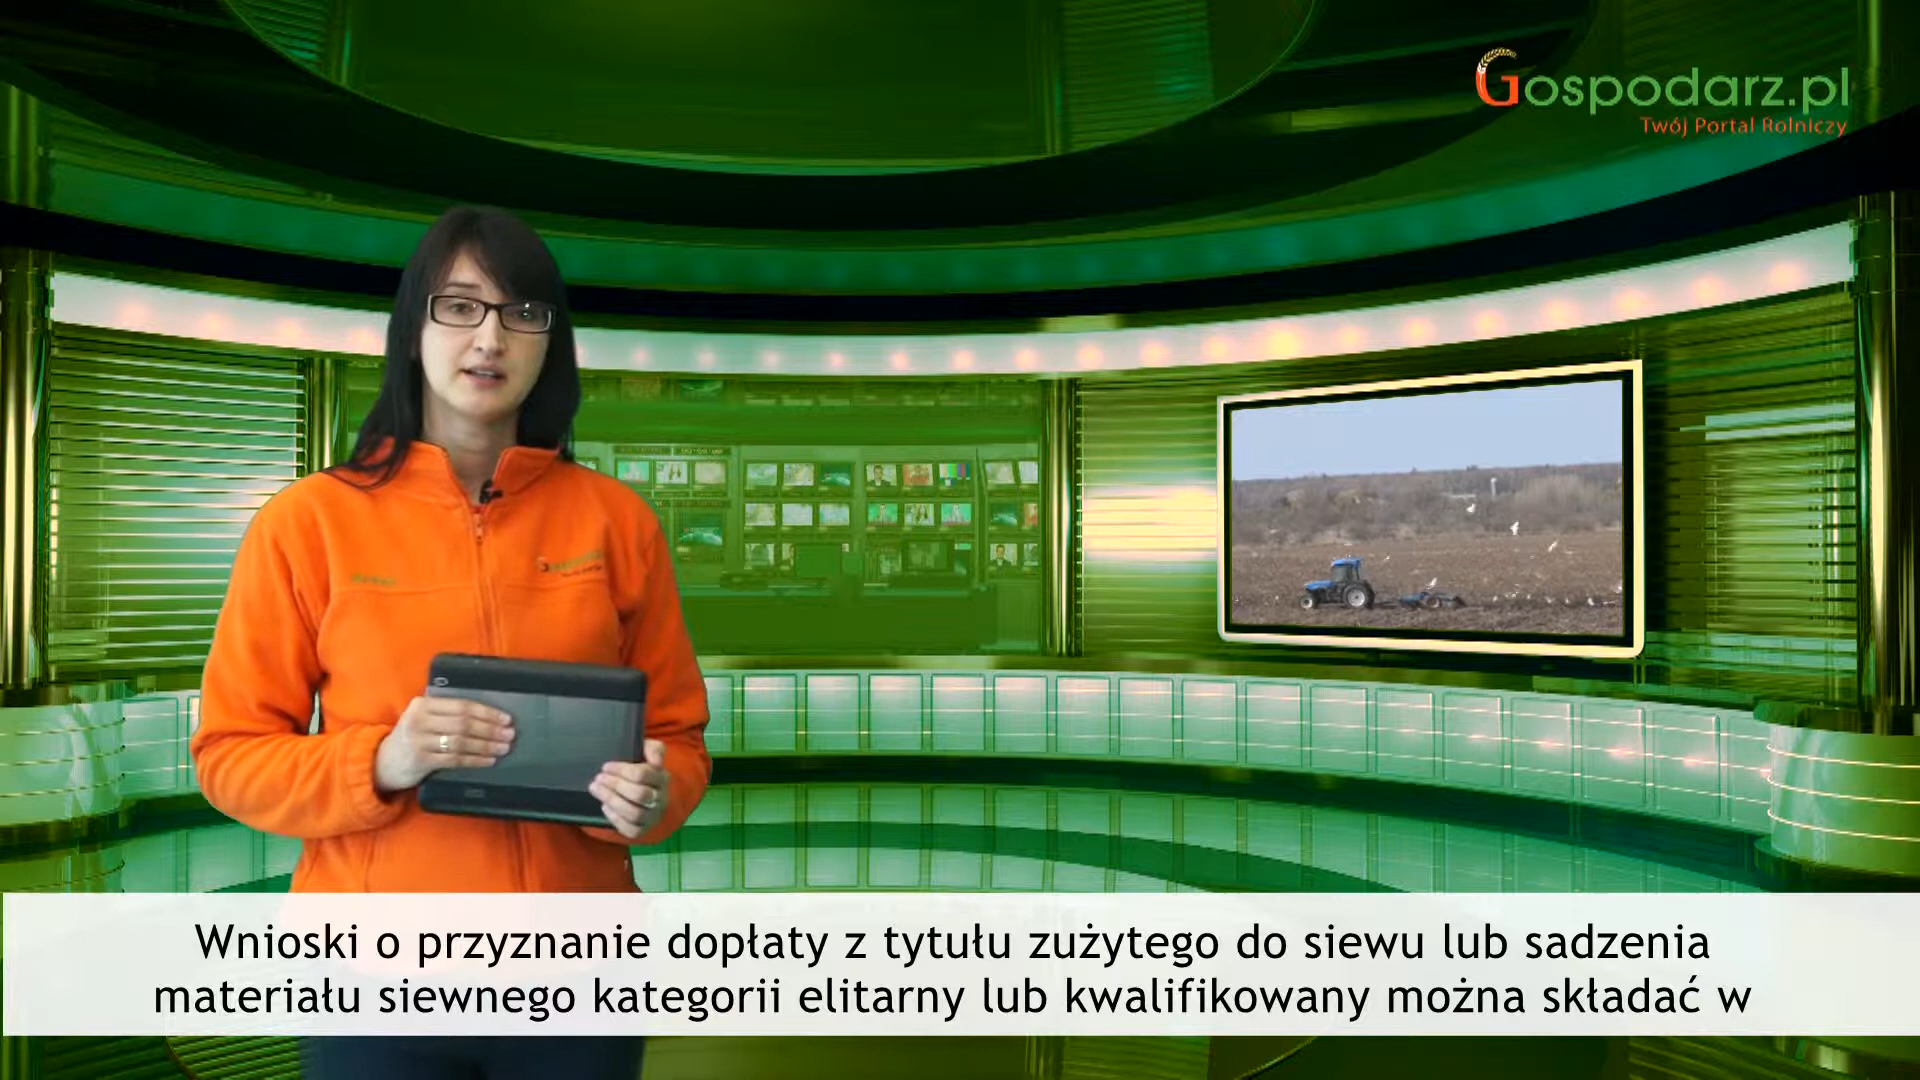 Gospodarz.pl
Twój Portal Rolniczy
Wnioski o przyznanie dopłaty z tytułu zużytego do siewu lub sadzenia
materiału siewnego kategorii elitarny lub kwalifikowany można składać w